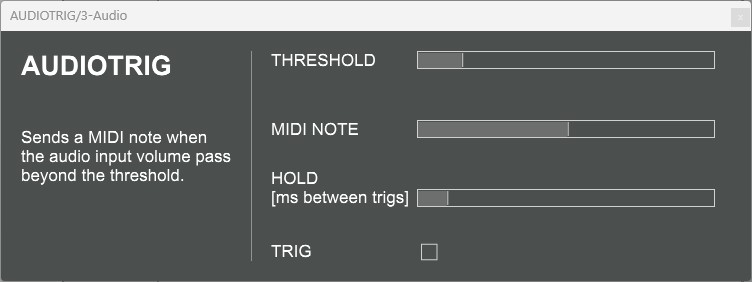 AUDIOTRIG/3-Audio
x
AUDIOTRIG
Sends a MIDI note when
the audio input volume pass
beyond the threshold.
THRESHOLD
MIDI NOTE
HOLD
[ms between trigs]
TRIG